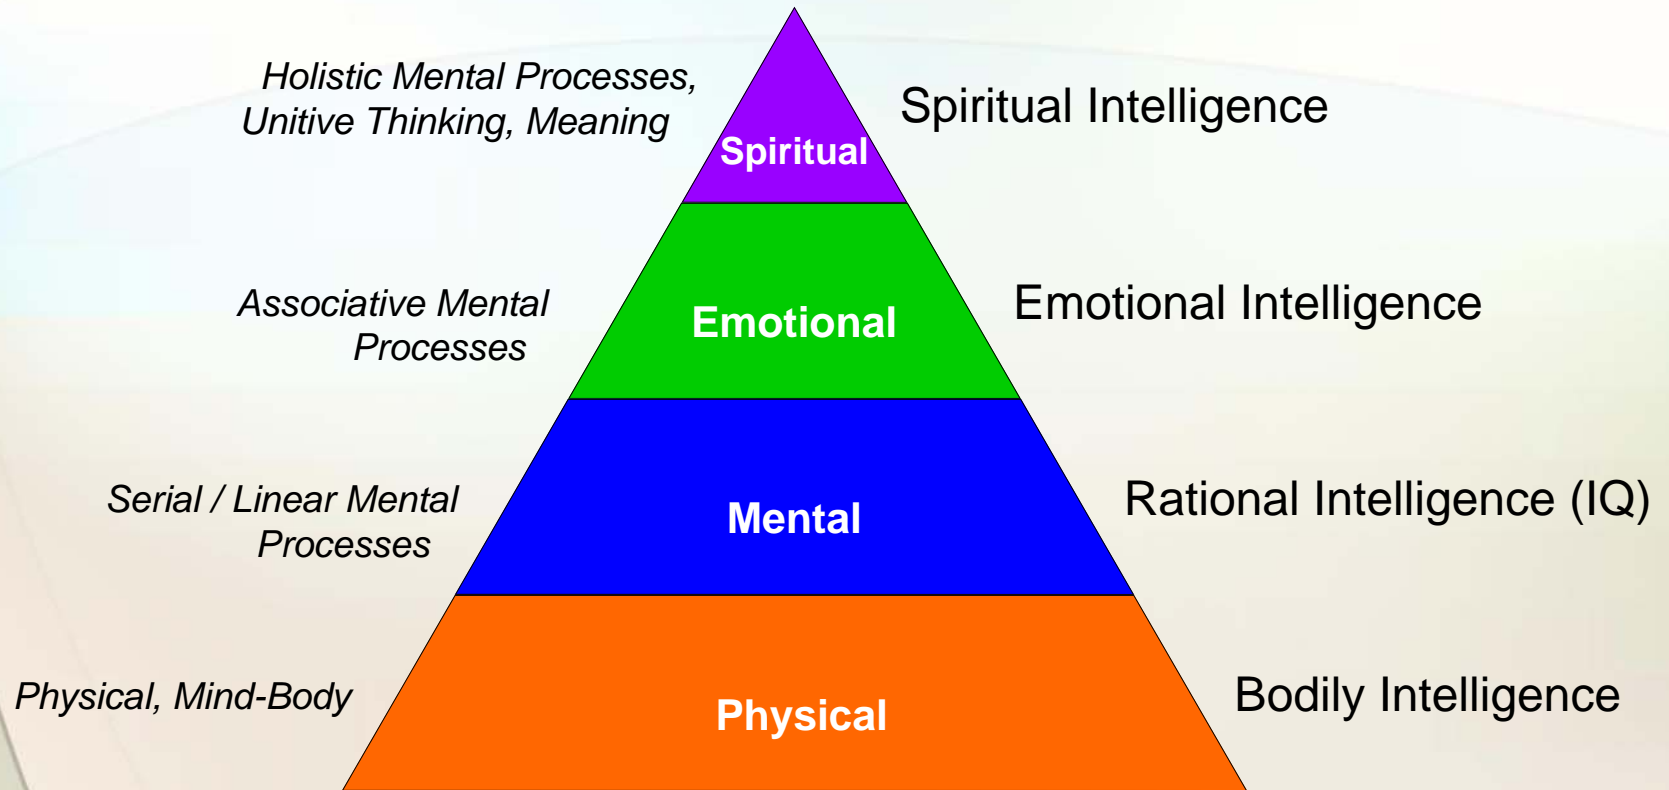 Holistic Mental Processes,
Unitive Thinking, Meaning
Spiritual
Spiritual Intelligence
Associative Mental
Processes
Emotional
Emotional Intelligence
Serial / Linear Mental
Processes
Mental
Rational Intelligence (IQ)
Physical, Mind-Body
Physical
Bodily Intelligence